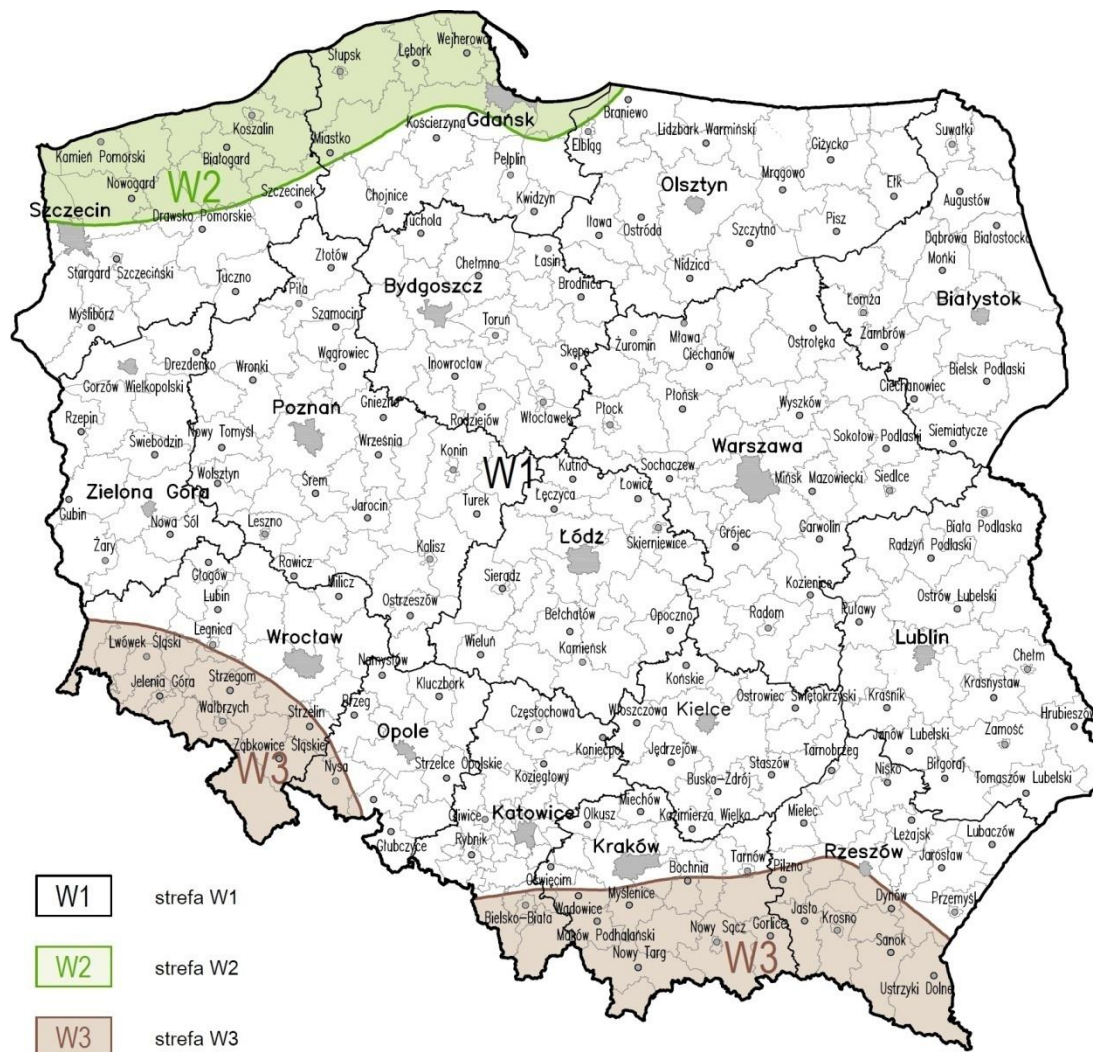 Wejherowo
Słupsk
Lębork
Koszalin
Gdańsk
Braniewo
Kamień Pomorski
Białogard
Miastko
Kościerzyna
Elbląg
Lidzbark Warmiński
Giżycko
Suwałki
Nowogard
W2
Szczecinek
Pelplin
Mrągowo
Szczecin
Drawsko Pomorskie
Chojnice
Kwidzyn
Olsztyn
Ełk
Augustów
Tuchola
Iława
Ostróda
Szczytno
Pisz
Dąbrowa Białostocka
Stargard Szczeciński
Złotów
Chełmno
Łasin
Nidzica
Mońki
Tuczno
Piła
Bydgoszcz
Brodnica
Łomża
Białystok
Myślibórz
Szamocin
Toruń
Żuromin
Mława
Ostrołęka
Zambrów
Drezdenko
Wronki
Wągrowiec
Skępe
Ciechanów
Gorzów Wielkopolski
Inowrocław
Ciechanowiec
Bielsk Podlaski
Rzepin
Poznań
Gniezno
Radziejów
Włocławek
Płock
Płońsk
Wyszków
Siemiatycze
Świebodzin
Nowy Tomyśl
Września
Konin
W1
Kutno
Sochaczew
Warszawa
Sokołow Podlaski
Wolsztyn
Śrem
Łęczyca
Łowicz
Mińsk Mazowiecki
Siedlce
Zielona Góra
Turek
Gubin
Nowa Sól
Leszno
Jarocin
Łódź
Skierniewice
Grójec
Garwolin
Biała Podlaska
Żary
Rawicz
Kalisz
Sieradz
Radzyń Podlaski
Głogów
Milicz
Ostrzeszów
Bełchatów
Opoczno
Kozienice
Ostrów Lubelski
Lubin
Radom
Puławy
Legnica
Wrocław
Wieluń
Kamieńsk
Lublin
Lwówek Śląski
Namysłów
Końskie
Chełm
Jelenia Góra
Strzegom
Kluczbork
Ostrowiec Świętokrzyski
Kraśnik
Krasnystaw
Wałbrzych
Strzelin
Brzeg
Częstochowa
Włoszczowa
Kielce
Hrubieszów
Opole
Koniecpol
Jędrzejów
Tarnobrzeg
Janów Lubelski
Zamość
Ząbkowice Śląskie
W3
Nysa
Strzelce Opolskie
Koziegłowy
Busko-Zdrój
Staszów
Nisko
Biłgoraj
Tomaszów Lubelski
Gliwice
Katowice
Olkusz
Miechów
Kazimierza Wielka
Mielec
Głubczyce
Rybnik
Kraków
Leżajsk
Lubaczów
Oświęcim
Bochnia
Tarnów
Pilzno
Rzeszów
Jarosław
Bielsko-Biała
Wadowice
Myślenice
Dynów
Przemyśl
Maków Podhalański
Nowy Sącz
Gorlice
Jasło
Krosno
Nowy Targ
W3
Sanok
Ustrzyki Dolne
W1 strefa W1
W2 strefa W2
W3 strefa W3